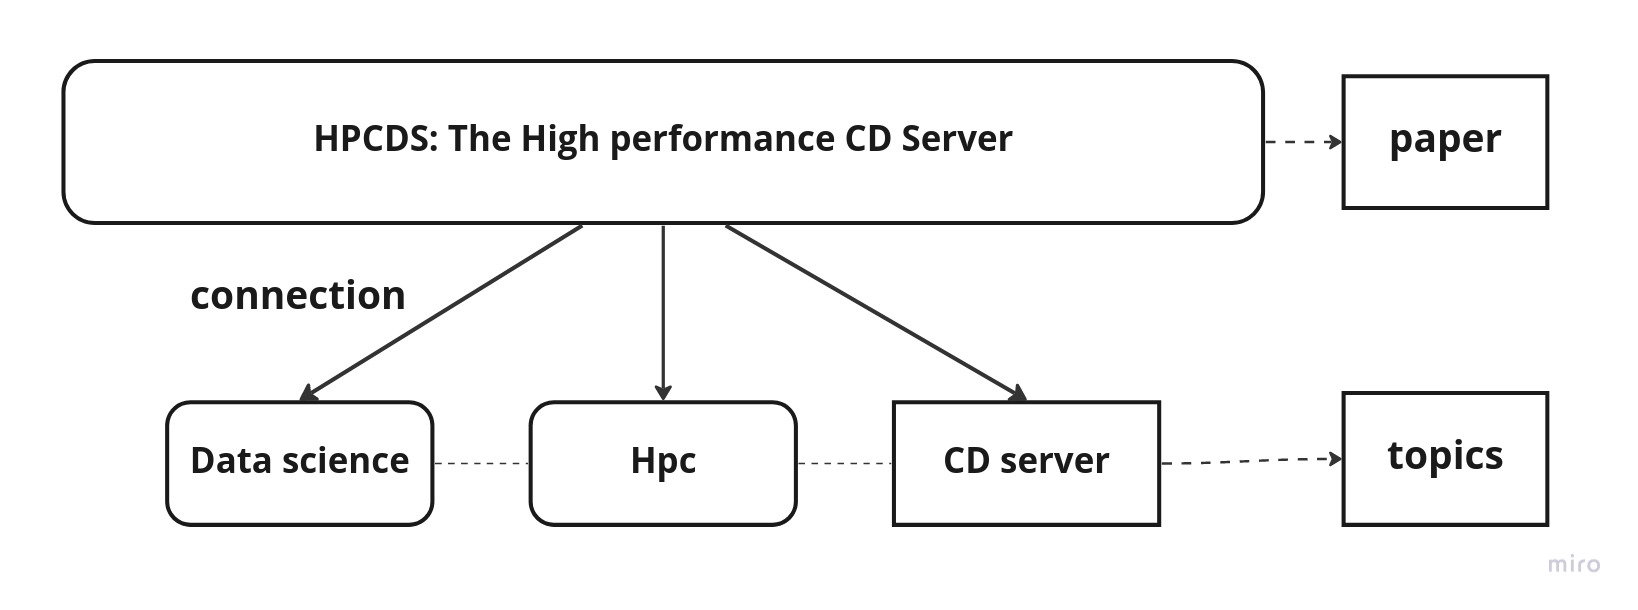 HPCDS: The High performance CD Server
paper
connection
Data science
Hpc
CD server
topics
miro